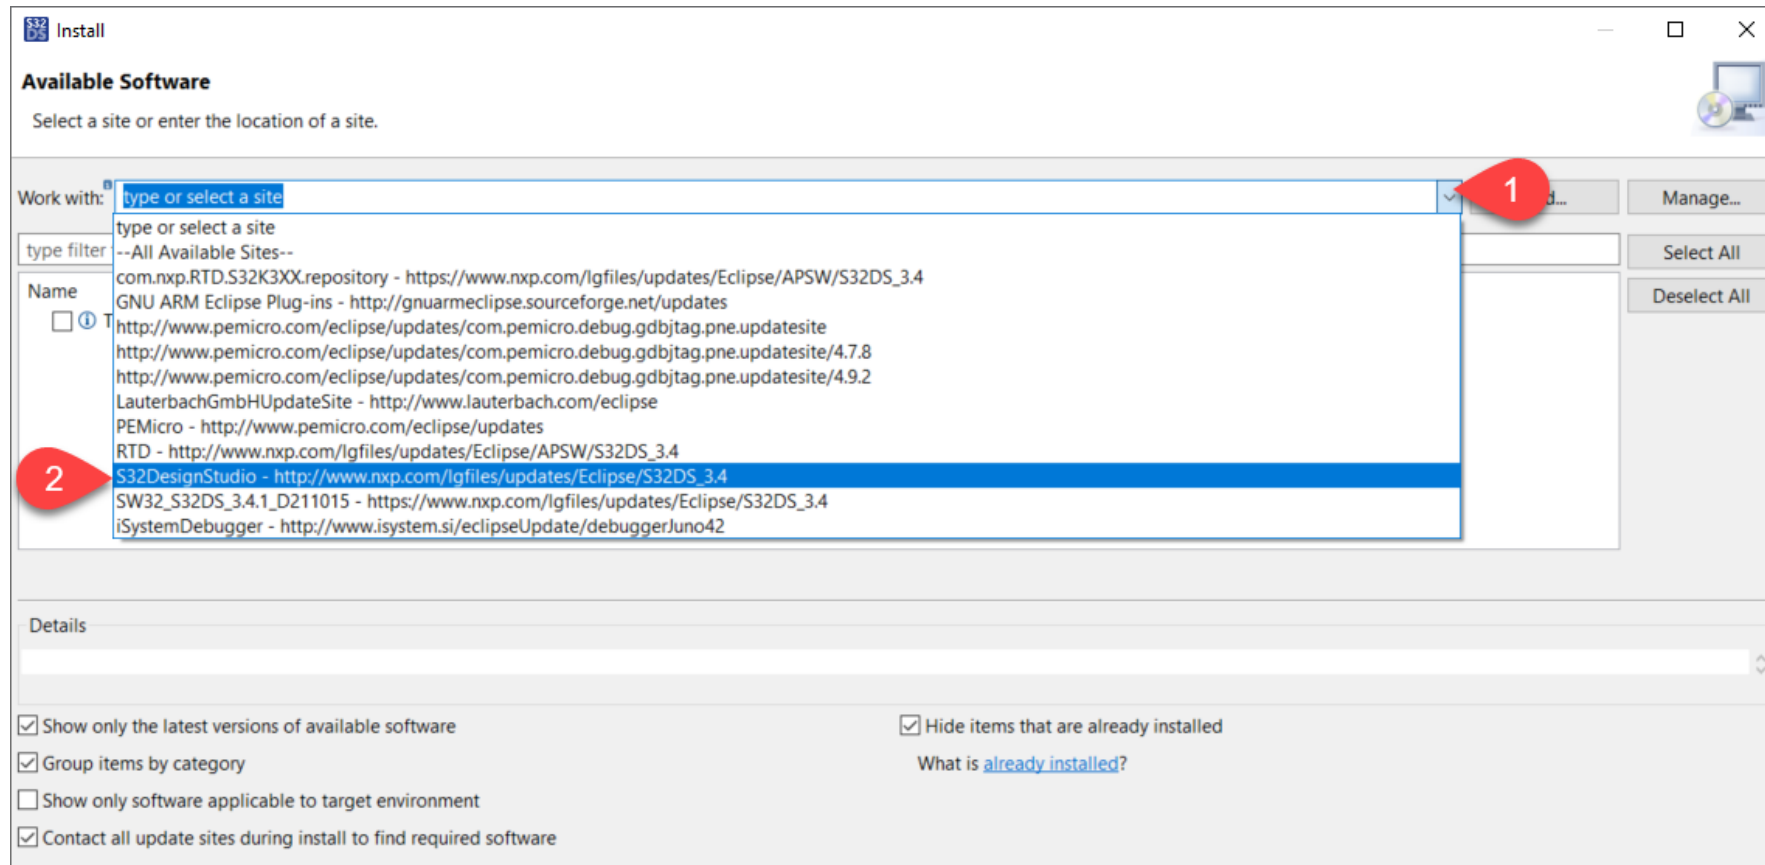 S32
DS
Install
Available Software
Select a site or enter the location of a site.
Work with:
type or select a site
1
d...
Manage...
type or select a site
type filter
--All Available Sites--
Select All
com.nxp.RTD.S32K3XX.repository - https://www.nxp.com/lgfiles/updates/Eclipse/APSW/S32DS_3.4
Name
GNU ARM Eclipse Plug-ins - http://gnuarmeclipse.sourceforge.net/updates
Deselect All
T
http://www.pemicro.com/eclipse/updates/com.pemicro.debug.gdbjtag.pne.updatesite
http://www.pemicro.com/eclipse/updates/com.pemicro.debug.gdbjtag.pne.updatesite/4.7.8
http://www.pemicro.com/eclipse/updates/com.pemicro.debug.gdbjtag.pne.updatesite/4.9.2
LauterbachGmbHUpdateSite - http://www.lauterbach.com/eclipse
PEMicro - http://www.pemicro.com/eclipse/updates
RTD - http://www.nxp.com/lgfiles/updates/Eclipse/APSW/S32DS_3.4
2
S32DesignStudio - http://www.nxp.com/lgfiles/updates/Eclipse/S32DS_3.4
SW32_S32DS_3.4.1_D211015 - https://www.nxp.com/lgfiles/updates/Eclipse/S32DS_3.4
iSystemDebugger - http://www.isystem.si/eclipseUpdate/debuggerJuno42
Details
Show only the latest versions of available software
Hide items that are already installed
Group items by category
What is already installed?
Show only software applicable to target environment
Contact all update sites during install to find required software